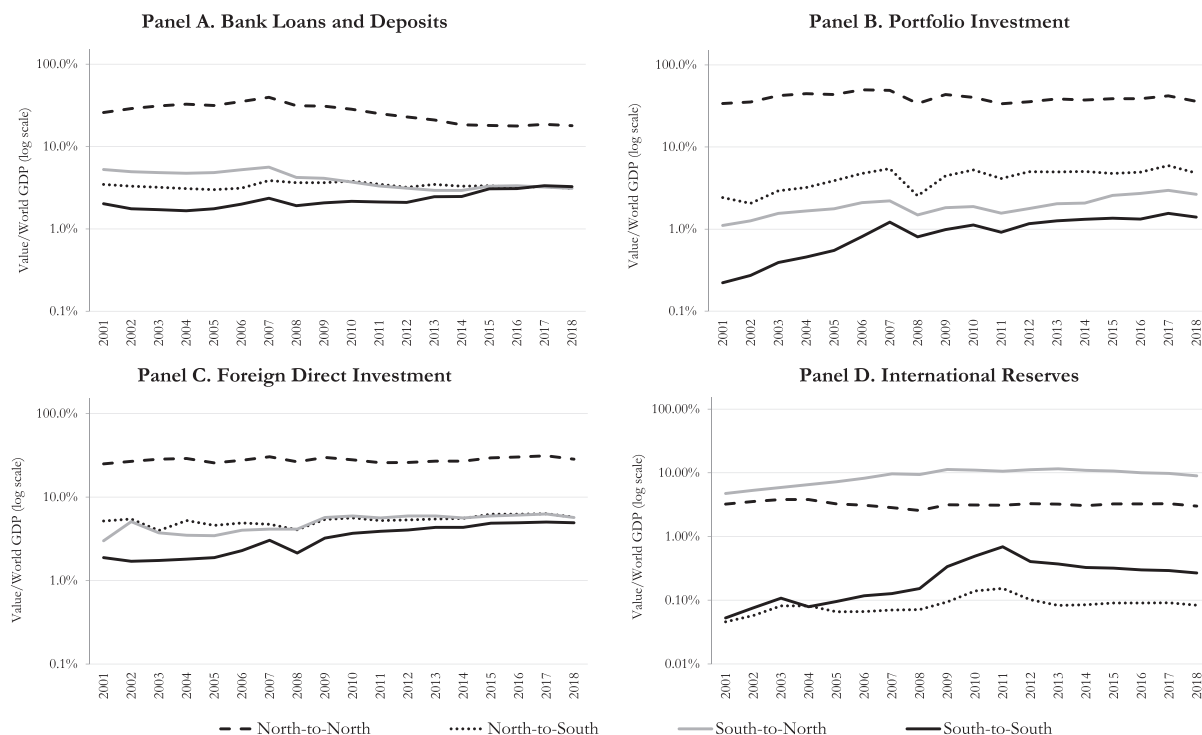 Panel A. Bank Loans and Deposits
Value/World GDP (log scale)
100.0%
10.0%
1.0%
0.1%
2001 2002 2003 2004 2005 2006 2007 2008 2009 2010 2011 2012 2013 2014 2015 2016 2017 2018
Panel B. Portfolio Investment
Value/World GDP (log scale)
100.0%
10.0%
1.0%
0.1%
2001 2002 2003 2004 2005 2006 2007 2008 2009 2010 2011 2012 2013 2014 2015 2016 2017 2018
Panel C. Foreign Direct Investment
Value/World GDP (log scale)
100.0%
10.0%
1.0%
0.1%
2001 2002 2003 2004 2005 2006 2007 2008 2009 2010 2011 2012 2013 2014 2015 2016 2017 2018
Panel D. International Reserves
Value/World GDP (log scale)
100.00%
10.00%
1.00%
0.10%
0.01%
2001 2002 2003 2004 2005 2006 2007 2008 2009 2010 2011 2012 2013 2014 2015 2016 2017 2018
North-to-North North-to-South South-to-North South-to-South